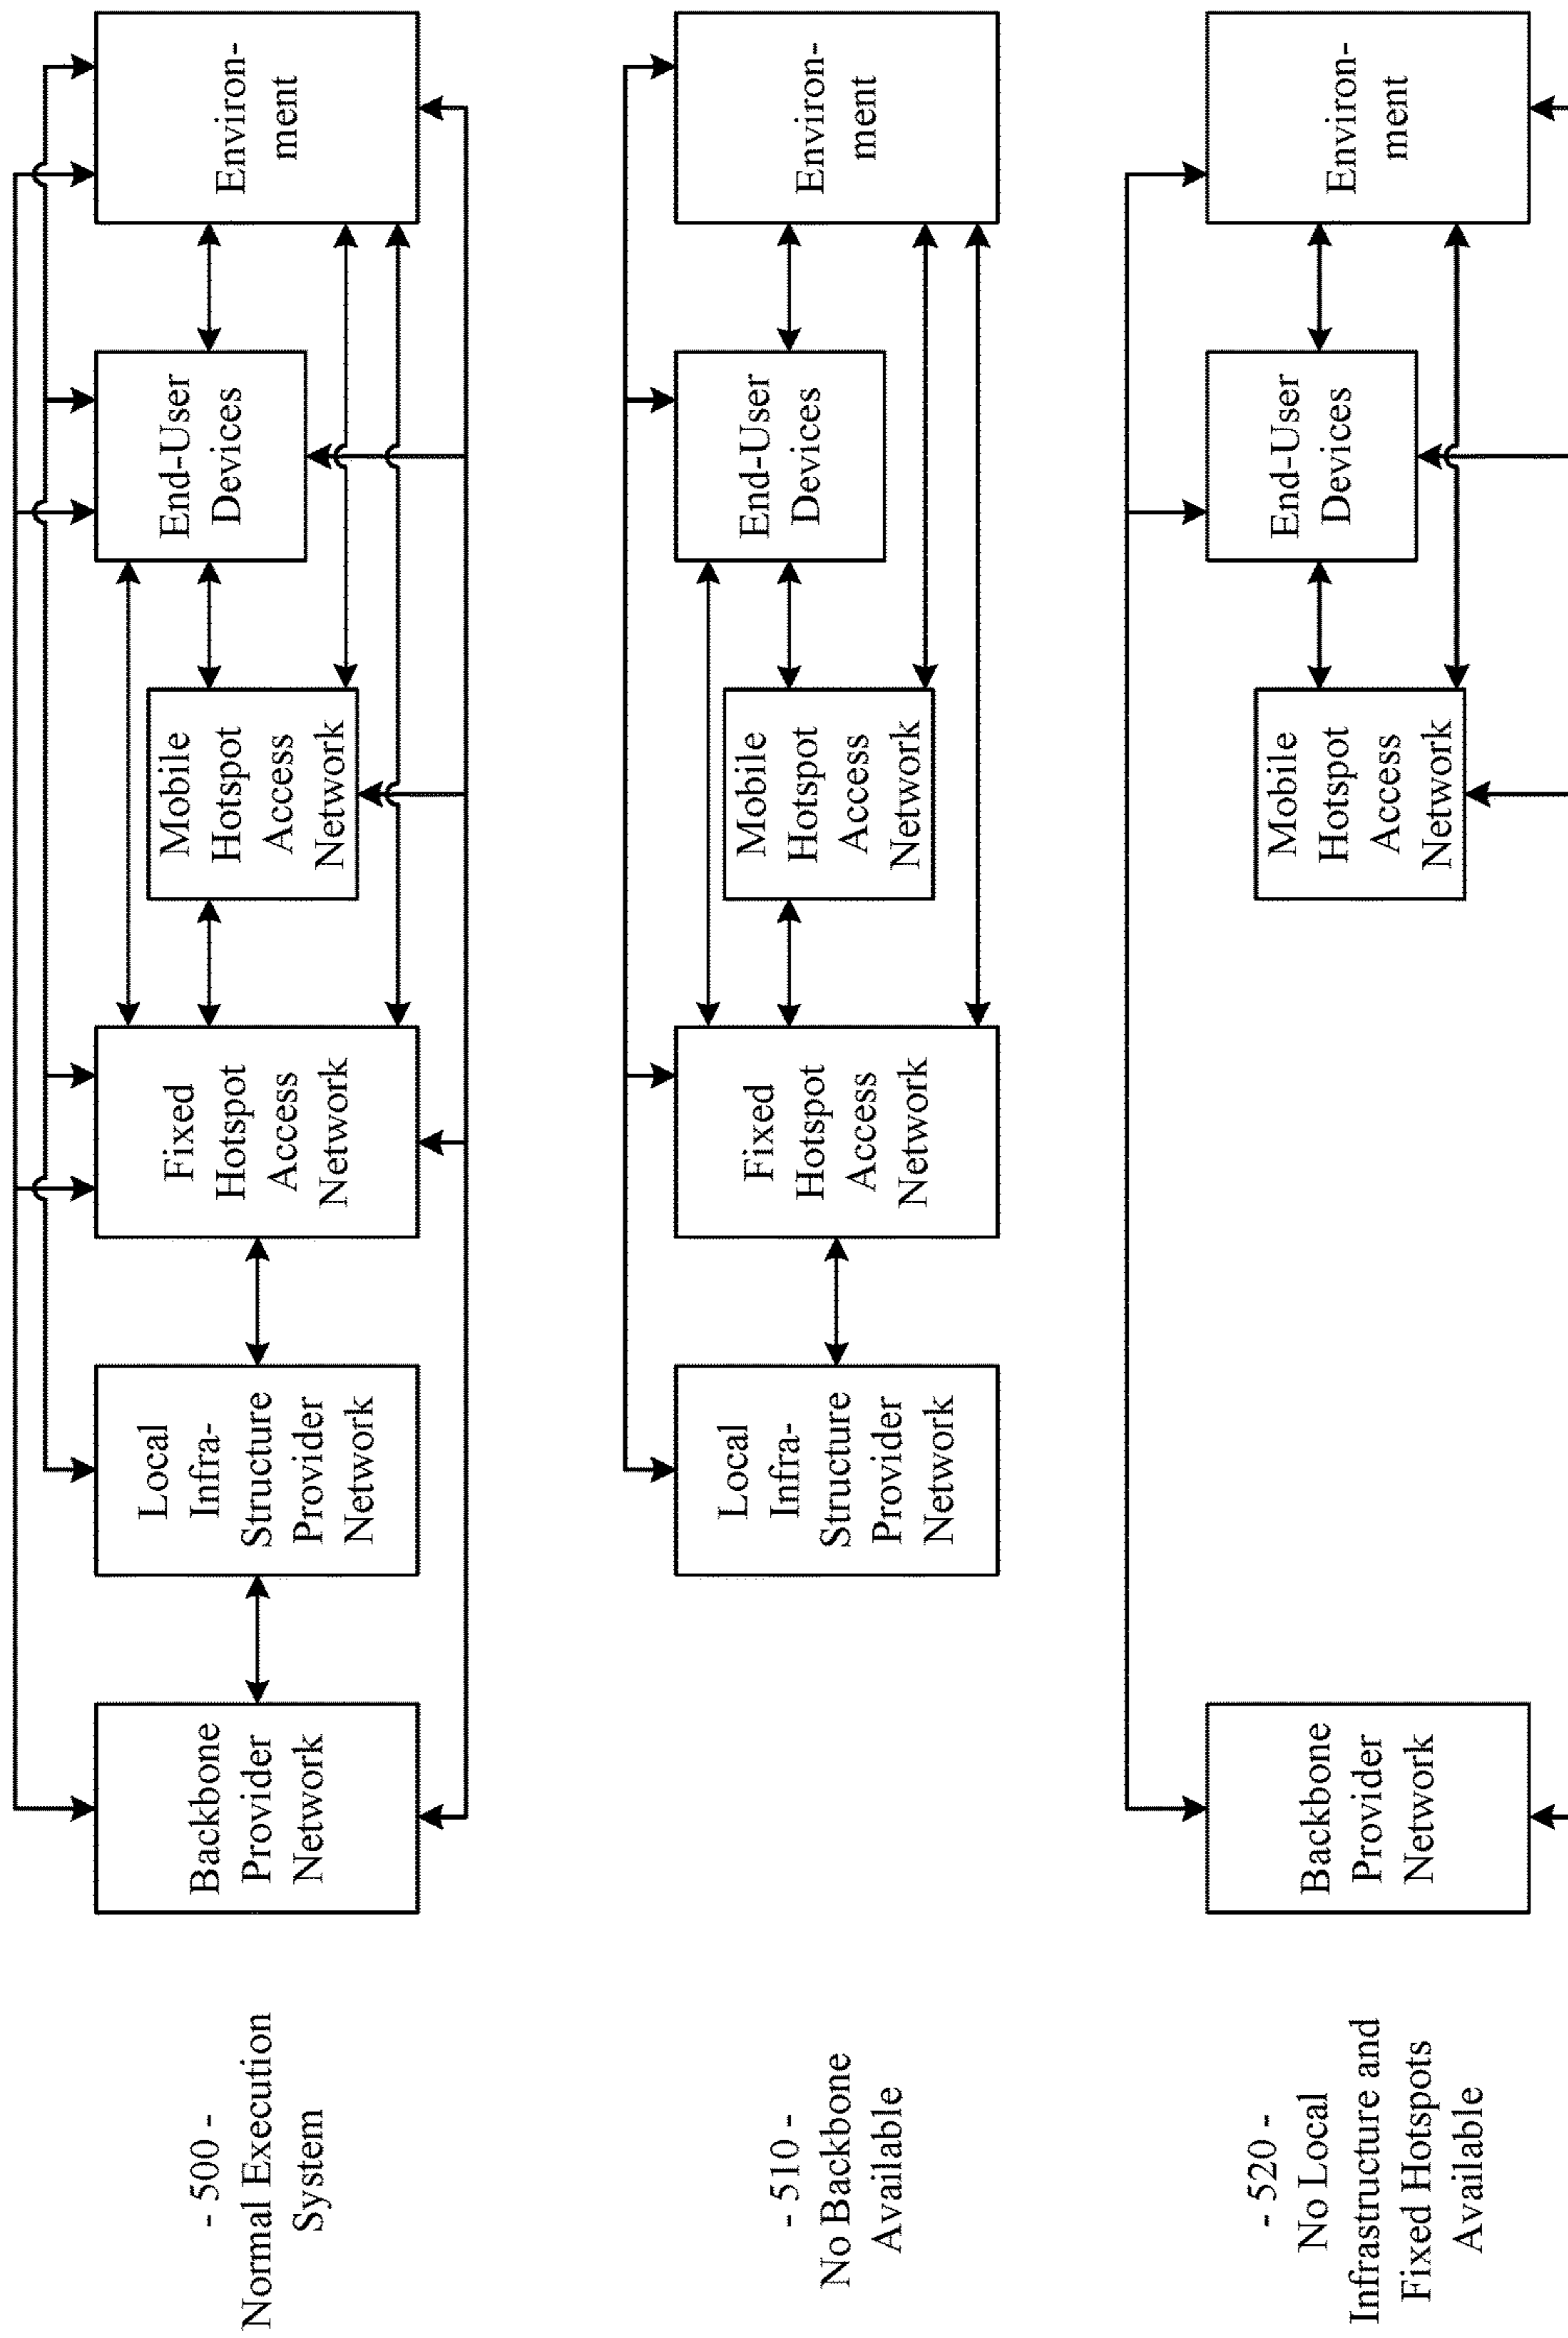 - 500 -
Normal Execution
System
Backbone
Provider
Network
Local
Infra-
Structure
Provider
Network
Fixed
Hotspot
Access
Network
Mobile
Hotspot
Access
Network
End-User
Devices
Environ-
ment
- 510 -
No Backbone
Available
Local
Infra-
Structure
Provider
Network
Fixed
Hotspot
Access
Network
Mobile
Hotspot
Access
Network
End-User
Devices
Environ-
ment
- 520 -
No Local
Infrastructure and
Fixed Hotspots
Available
Backbone
Provider
Network
Mobile
Hotspot
Access
Network
End-User
Devices
Environ-
ment